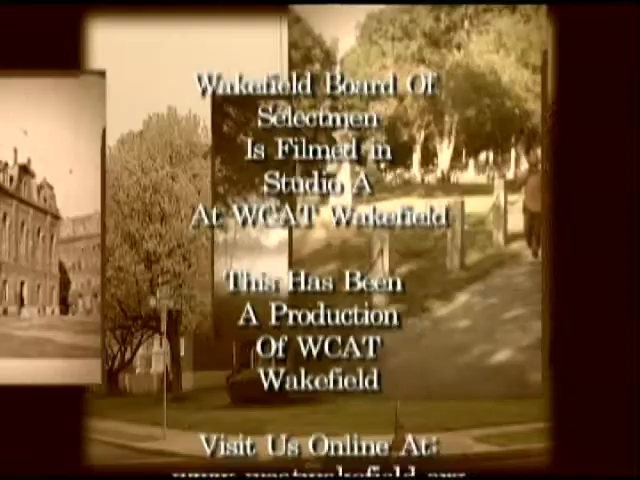 Wakefield Board Of
Selectmen
Is Filmed in
Studio A
At WCAT Wakefield
This Has Been
A Production
Of WCAT
Wakefield
Visit Us Online At: